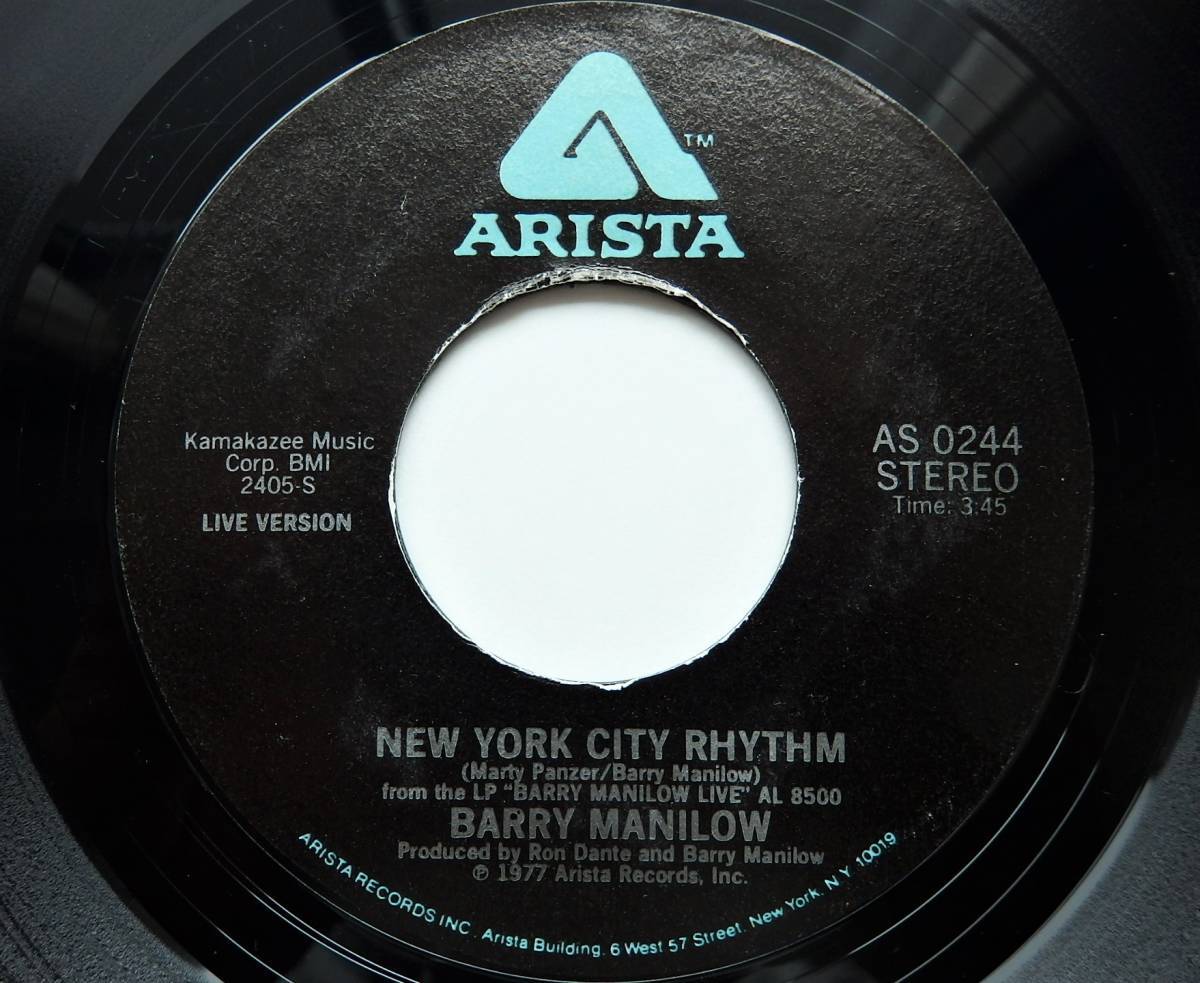 TM
ARISTA
Kamakazee Music
Corp. BMI
2405-S
LIVE VERSION
AS 0244
STEREO
Time: 3:45
NEW YORK CITY RHYTHM
(Marty Panzer/Barry Manilow)
from the LP "BARRY MANILOW LIVE" AL 8500
BARRY MANILOW
Produced by Ron Dante and Barry Manilow
℗ 1977 Arista Records, Inc.
ARISTA RECORDS INC. Arista Building. 6 West 57 Street. New York. N.Y. 10019